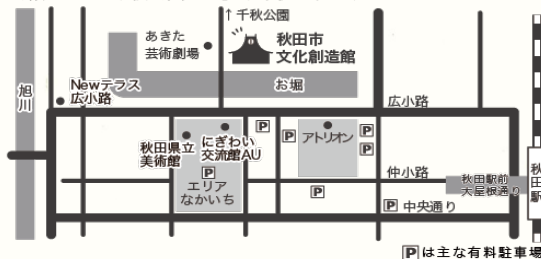 ↑千秋公園
あきた
芸術劇場
秋田市
文化創造館
お堀
Newテラス
広小路
旭川
広小路
秋田県立
美術館
にぎわい
交流館AU
P
P
アトリオン
P
P
P
エリア
なかいち
P
仲小路
秋田駅前
大屋根通り
秋田駅
P
中央通り
Pは主な有料駐車場